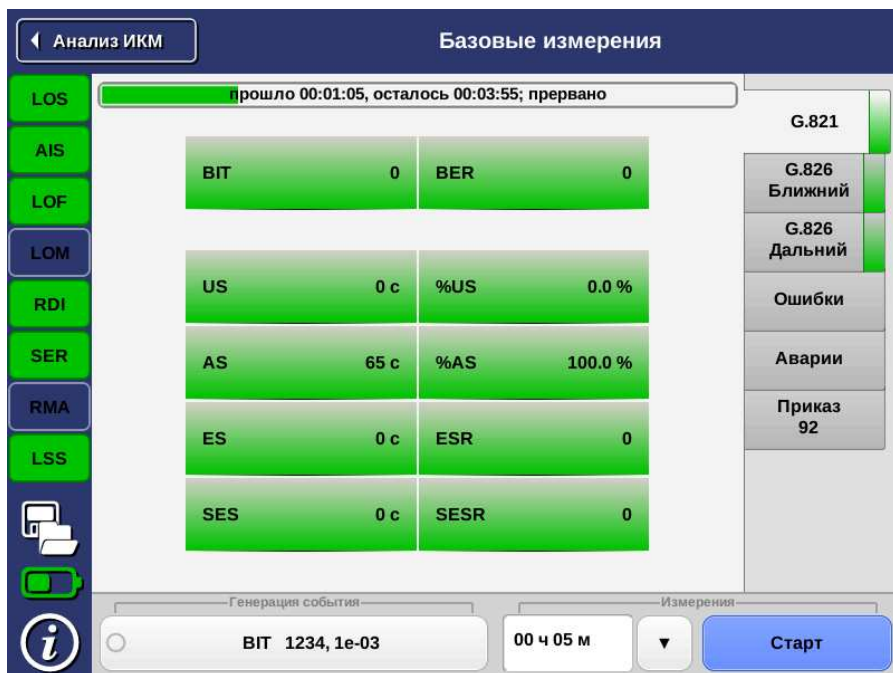 Анализ ИКМ
Базовые измерения
LOS
AIS
LOF
LOM
RDI
SER
RMA
LSS
прошло 00:01:05, осталось 00:03:55; прервано
BIT 0 BER 0
US 0 с %US 0.0 %
AS 65 с %AS 100.0 %
ES 0 с ESR 0
SES 0 с SESR 0
G.821
G.826
Ближний
G.826
Дальний
Ошибки
Аварии
Приказ
92
Генерация события
Измерения
BIT 1234, 1e-03
00 ч 05 м
▼
Старт
i